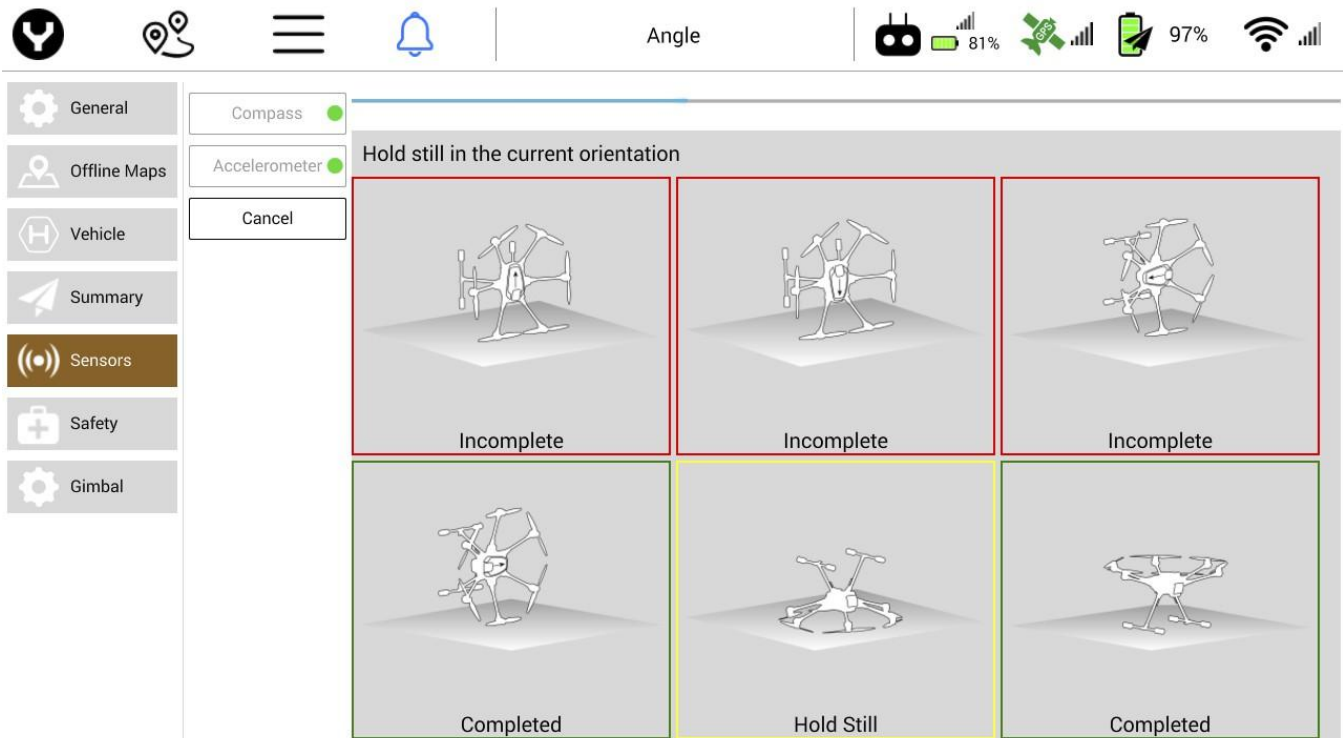 Angle
81%
GPS
97%
General
Offline Maps
Vehicle
Summary
Sensors
Safety
Gimbal
Compass
Accelerometer
Cancel
Hold still in the current orientation
Incomplete
Incomplete
Incomplete
Completed
Hold Still
Completed